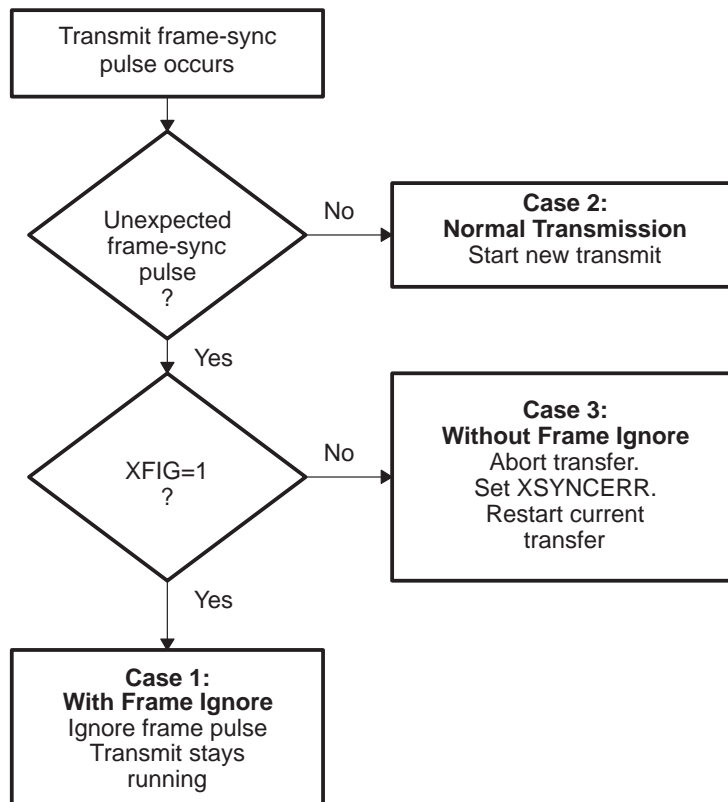 Transmit frame-sync
pulse occurs
Unexpected
frame-sync
pulse
?
No
Case 2:
Normal Transmission
Start new transmit
Yes
XFIG=1
?
No
Case 3:
Without Frame Ignore
Abort transfer.
Set XSYNCERR.
Restart current
transfer
Yes
Case 1:
With Frame Ignore
Ignore frame pulse
Transmit stays
running